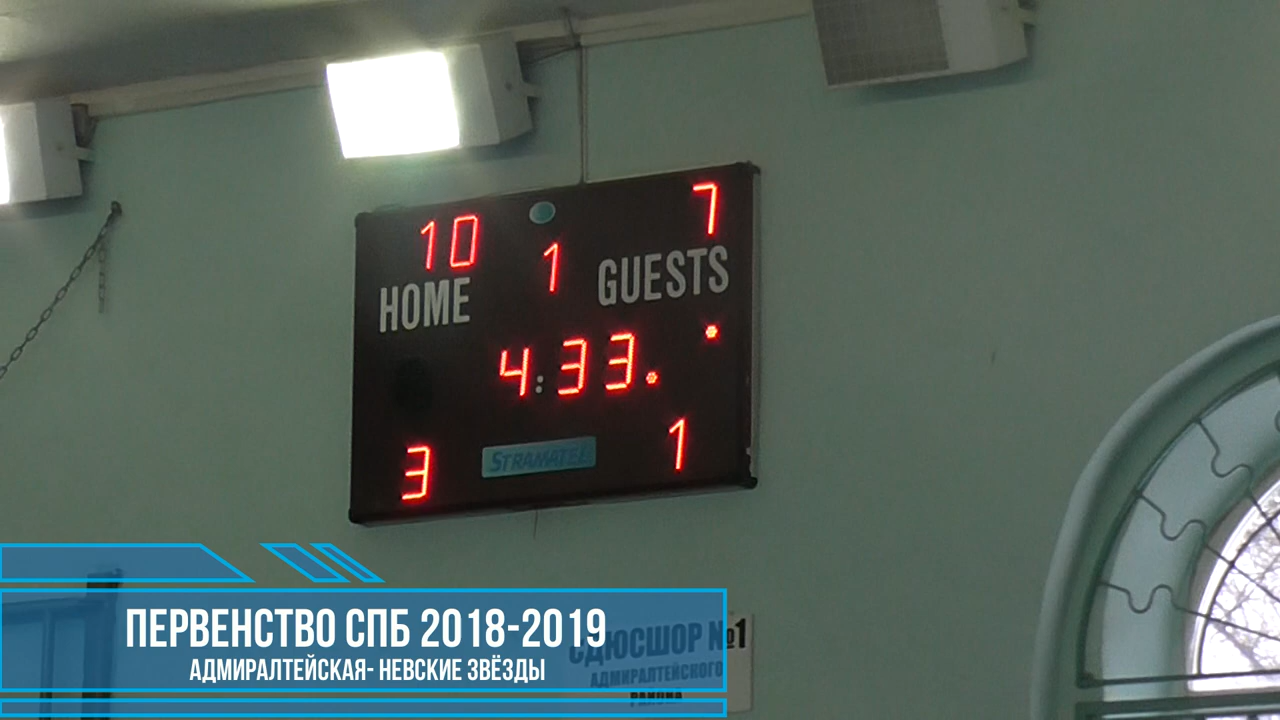 10 1 7
HOME GUESTS
4:33.
3 1
STRAMATEL
ПЕРВЕНСТВО СПБ 2018-2019
АДМИРАЛТЕЙСКАЯ- НЕВСКИЕ ЗВЁЗДЫ
СДЮСШОР №1
АДМИРАЛТЕЙСКОГО
РАЙОНА